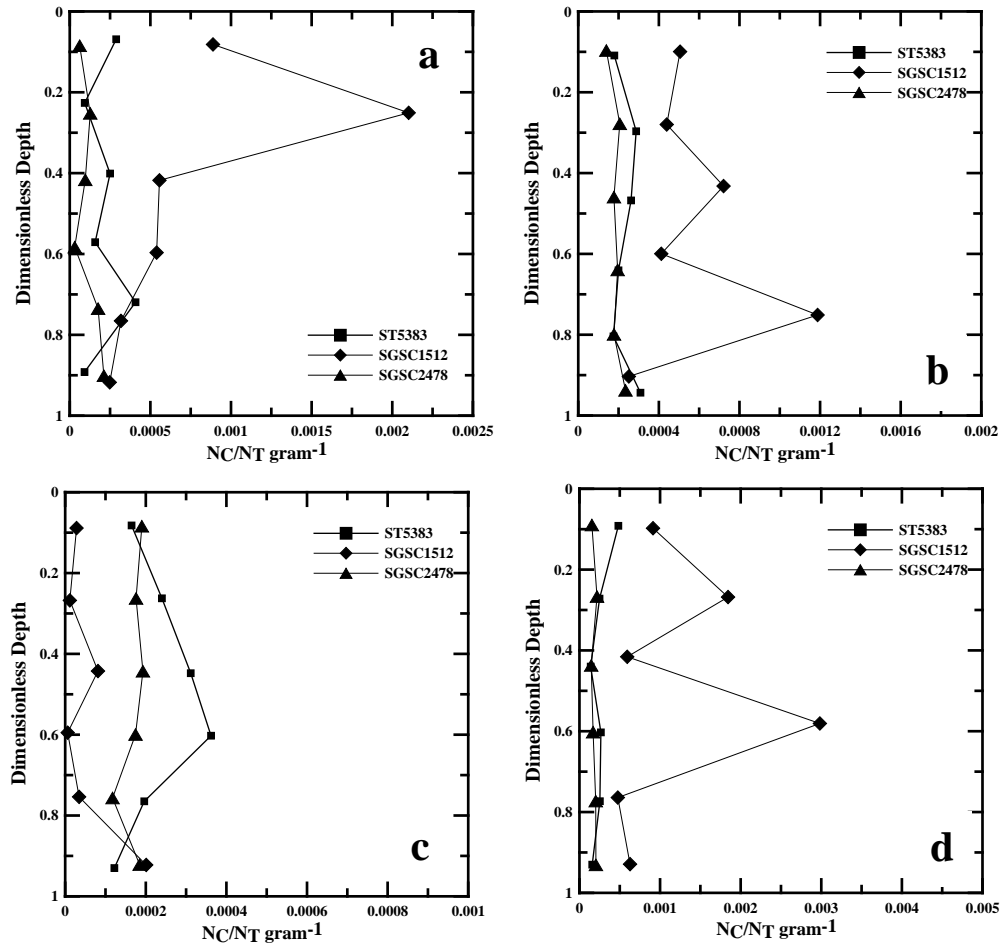 a
0
0.2
0.4
0.6
0.8
1
Dimensionless Depth
ST5383
SGSC1512
SGSC2478
0
0.0005
0.001
0.0015
0.002
0.0025
NC/NT gram-1
b
0
0.2
0.4
0.6
0.8
1
Dimensionless Depth
ST5383
SGSC1512
SGSC2478
0
0.0004
0.0008
0.0012
0.0016
0.002
NC/NT gram-1
c
0
0.2
0.4
0.6
0.8
1
Dimensionless Depth
ST5383
SGSC1512
SGSC2478
0
0.0002
0.0004
0.0006
0.0008
0.001
NC/NT gram-1
d
0
0.2
0.4
0.6
0.8
1
Dimensionless Depth
ST5383
SGSC1512
SGSC2478
0
0.001
0.002
0.003
0.004
0.005
NC/NT gram-1